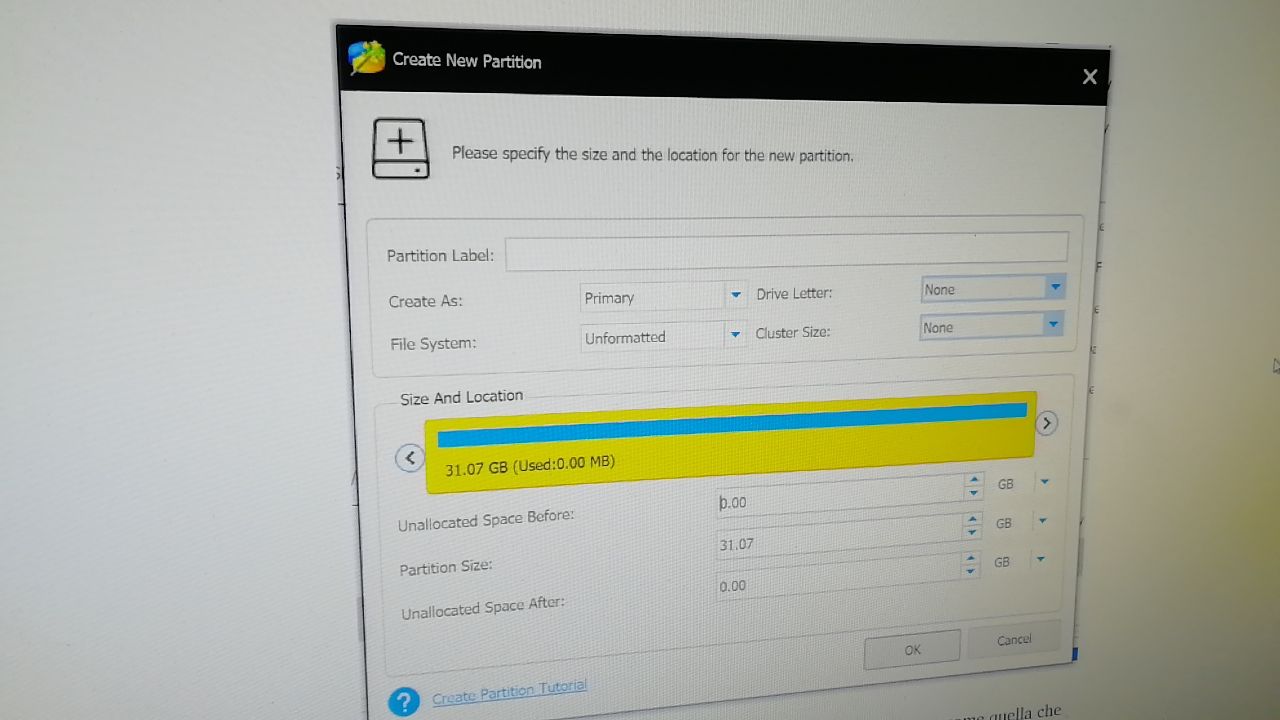 Create New Partition
Please specify the size and the location for the new partition.
Partition Label:
Create As: Primary Drive Letter: None
File System: Unformatted Cluster Size: None
Size And Location
31.07 GB (Used:0.00 MB)
Unallocated Space Before: 0.00 GB
Partition Size: 31.07 GB
Unallocated Space After: 0.00 GB
OK Cancel
? Create Partition Tutorial
quella che